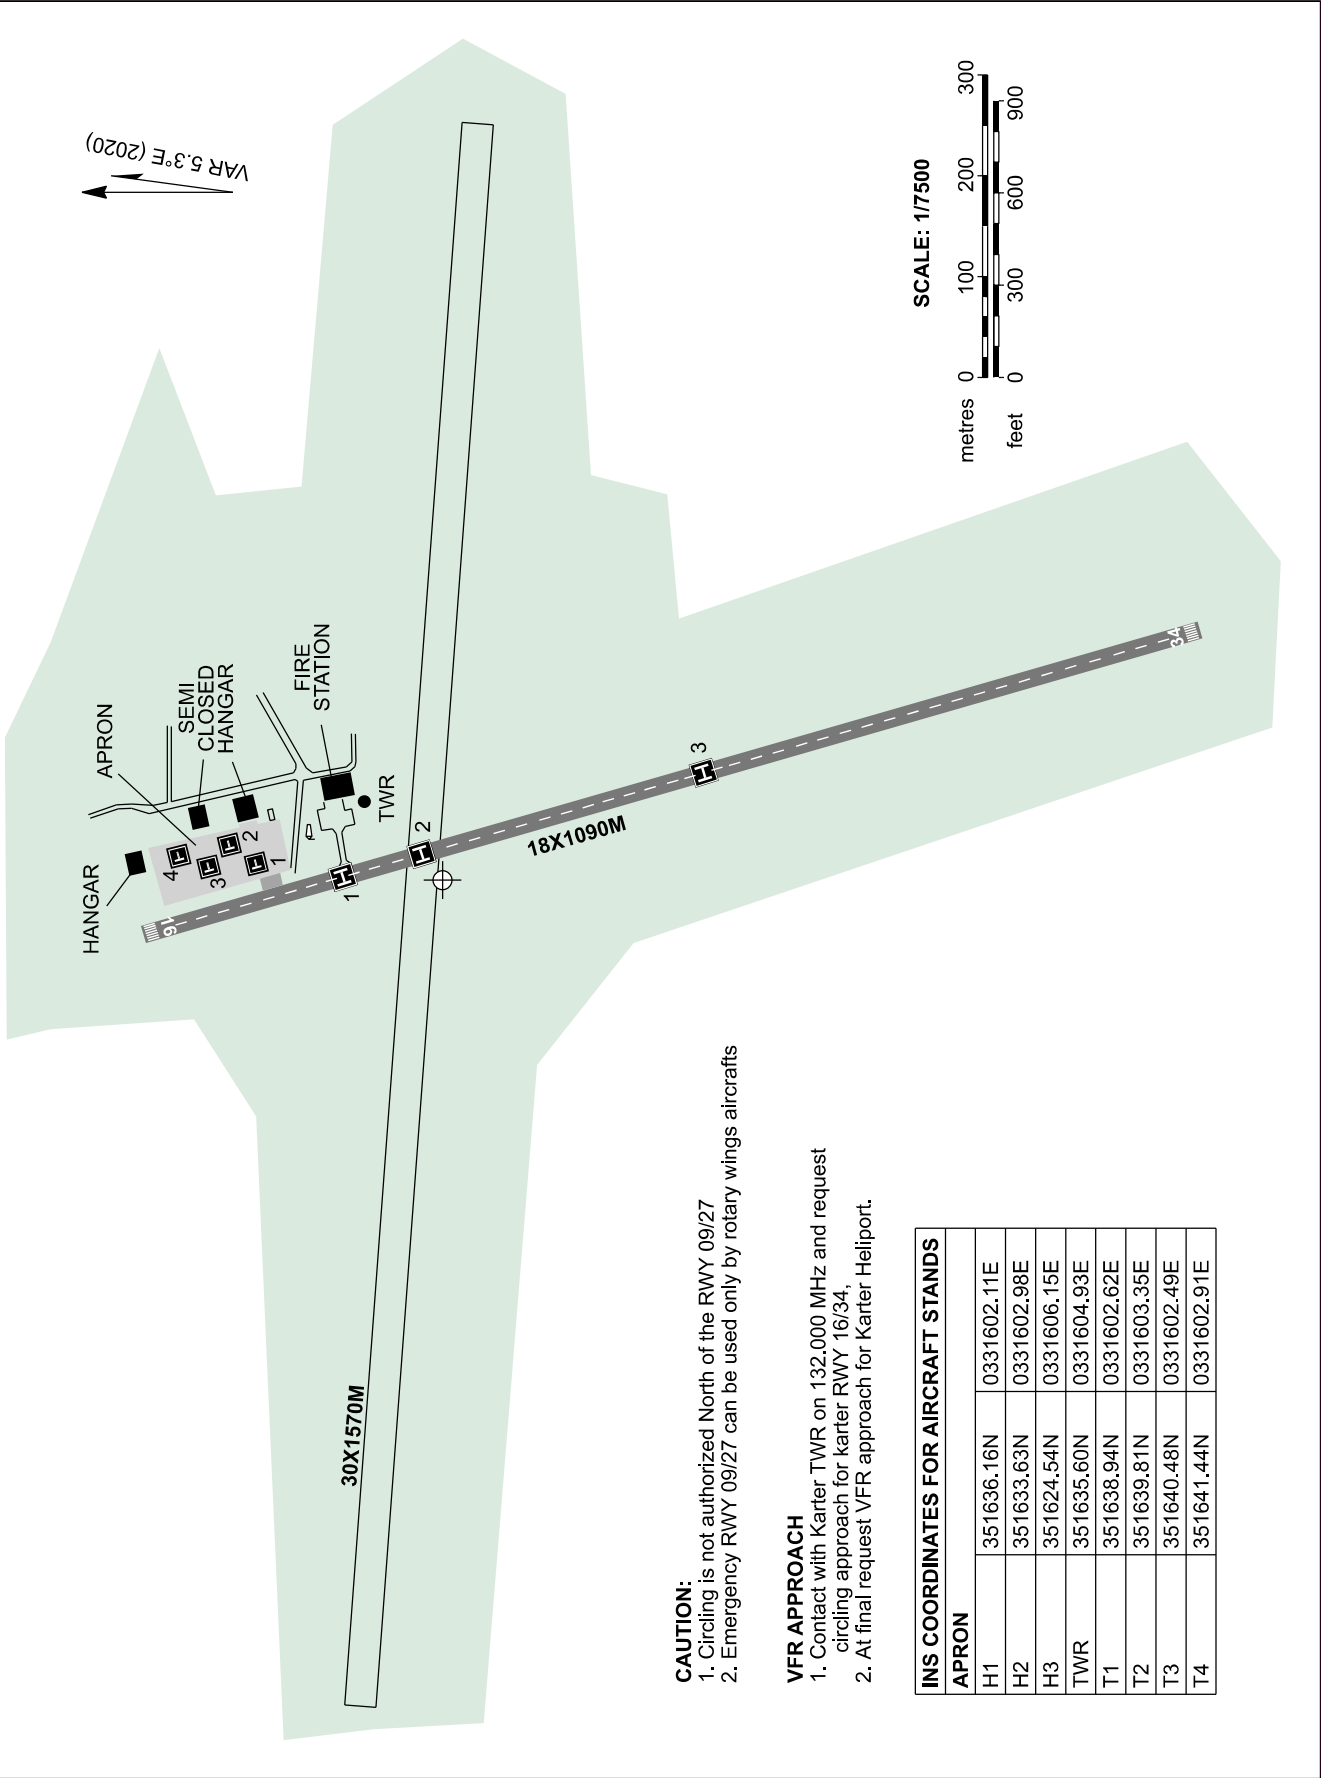 VAR 5.3°E (2020)
HANGAR
APRON
SEMI
CLOSED
HANGAR
FIRE
STATION
TWR
16
4
3
2
1
1
2
3
34
30X1570M
18X1090M
SCALE: 1/7500
metres 0 100 200 300
feet 0 300 600 900
CAUTION:
1. Circling is not authorized North of the RWY 09/27
2. Emergency RWY 09/27 can be used only by rotary wings aircrafts
VFR APPROACH
1. Contact with Karter TWR on 132.000 MHz and request
circling approach for karter RWY 16/34,
2. At final request VFR approach for Karter Heliport.
INS COORDINATES FOR AIRCRAFT STANDS
APRON
H1 351636.16N 0331602.11E
H2 351633.63N 0331602.98E
H3 351624.54N 0331606.15E
TWR 351635.60N 0331604.93E
T1 351638.94N 0331602.62E
T2 351639.81N 0331603.35E
T3 351640.48N 0331602.49E
T4 351641.44N 0331602.91E
H
H
H
T
T
T
T